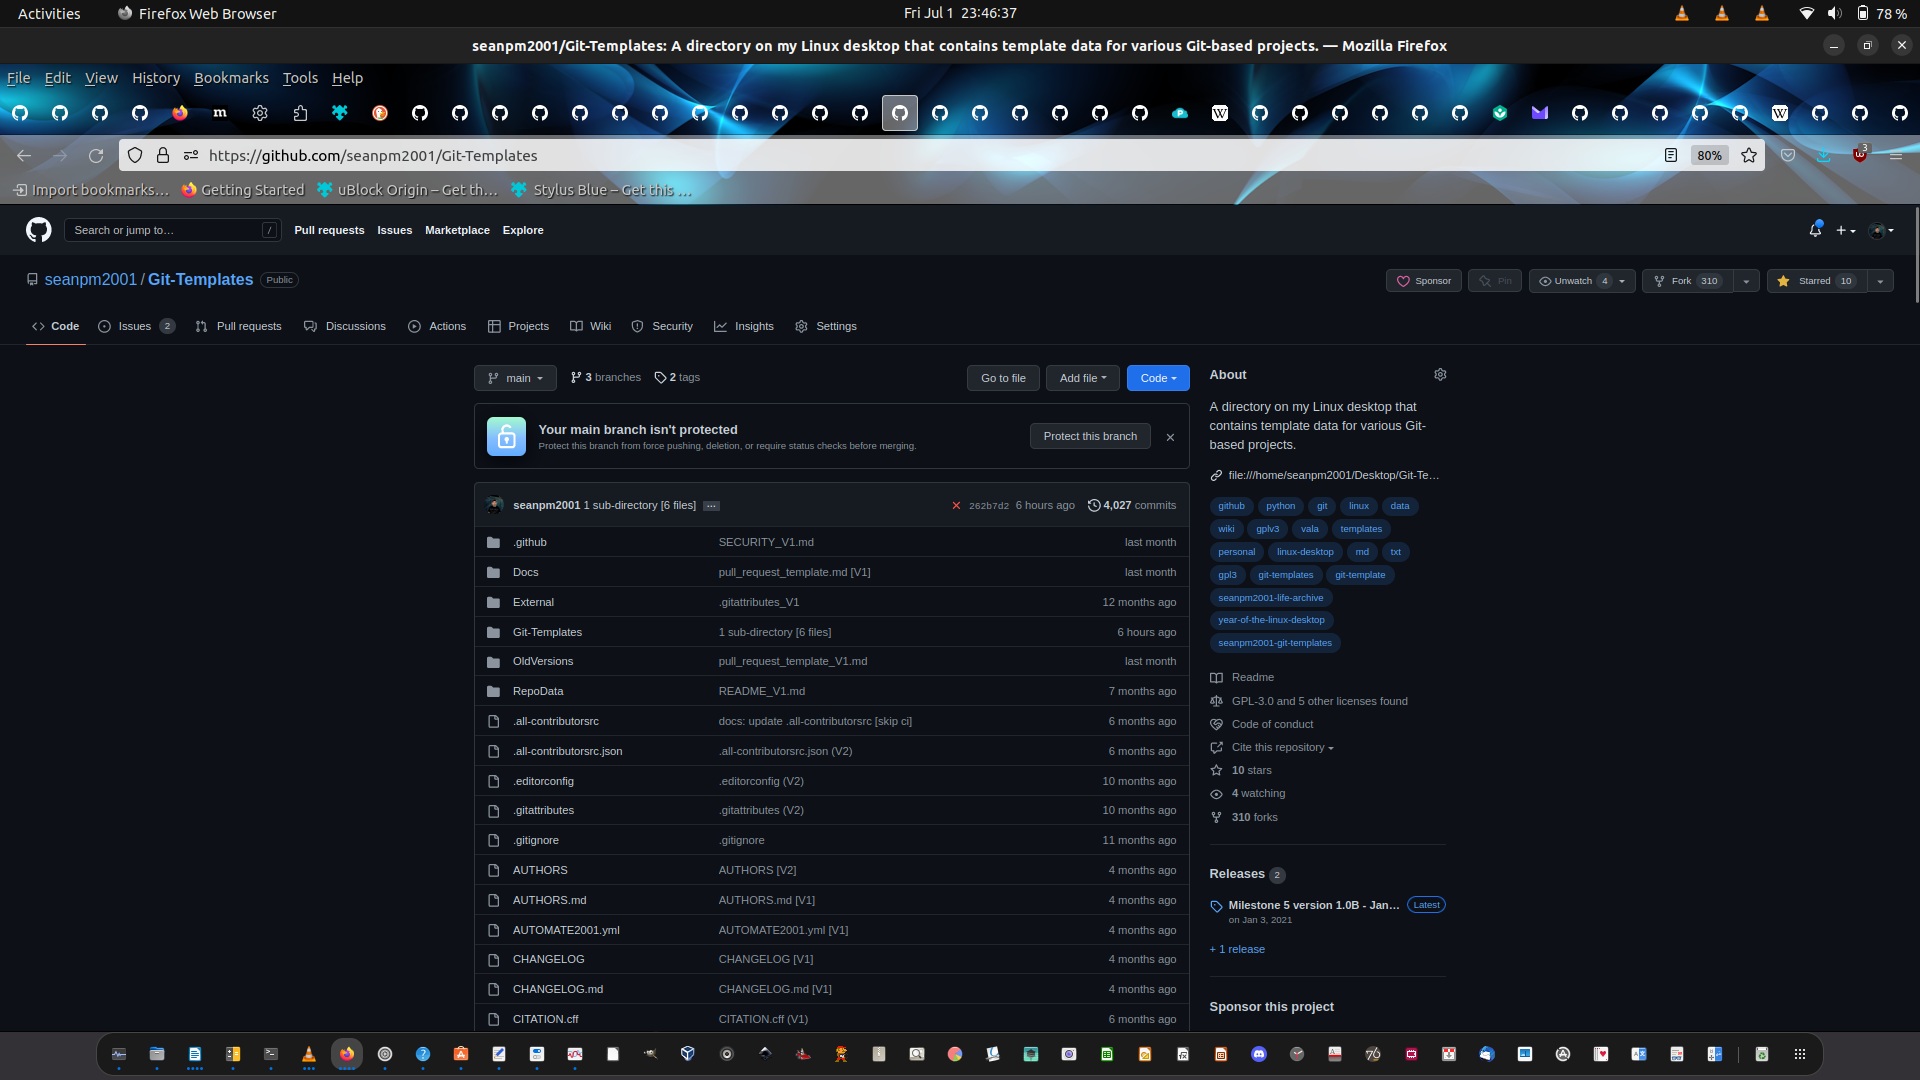 Activities Firefox Web Browser Fri Jul 1 23:46:37 78 %
seanpm2001/Git-Templates: A directory on my Linux desktop that contains template data for various Git-based projects. — Mozilla Firefox
File Edit View History Bookmarks Tools Help
https://github.com/seanpm2001/Git-Templates 80% 3
Import bookmarks… Getting Started uBlock Origin – Get th… Stylus Blue – Get this …
Search or jump to… / Pull requests Issues Marketplace Explore
seanpm2001 / Git-Templates Public Sponsor Pin Unwatch 4 Fork 310 Starred 10
Code Issues 2 Pull requests Discussions Actions Projects Wiki Security Insights Settings
main 3 branches 2 tags Go to file Add file Code
Your main branch isn't protected
Protect this branch from force pushing, deletion, or require status checks before merging.
Protect this branch
seanpm2001 1 sub-directory [6 files] … 262b7d2 6 hours ago 4,027 commits
.github SECURITY_V1.md last month
Docs pull_request_template.md [V1] last month
External .gitattributes_V1 12 months ago
Git-Templates 1 sub-directory [6 files] 6 hours ago
OldVersions pull_request_template_V1.md last month
RepoData README_V1.md 7 months ago
.all-contributorsrc docs: update .all-contributorsrc [skip ci] 6 months ago
.all-contributorsrc.json .all-contributorsrc.json (V2) 6 months ago
.editorconfig .editorconfig (V2) 10 months ago
.gitattributes .gitattributes (V2) 10 months ago
.gitignore .gitignore 11 months ago
AUTHORS AUTHORS [V2] 4 months ago
AUTHORS.md AUTHORS.md [V1] 4 months ago
AUTOMATE2001.yml AUTOMATE2001.yml [V1] 4 months ago
CHANGELOG CHANGELOG [V1] 4 months ago
CHANGELOG.md CHANGELOG.md [V1] 4 months ago
CITATION.cff CITATION.cff (V1) 6 months ago
About
A directory on my Linux desktop that
contains template data for various Git-
based projects.
file:///home/seanpm2001/Desktop/Git-Te…
github python git linux data
wiki gplv3 vala templates
personal linux-desktop md txt
gpl3 git-templates git-template
seanpm2001-life-archive
year-of-the-linux-desktop
seanpm2001-git-templates
Readme
GPL-3.0 and 5 other licenses found
Code of conduct
Cite this repository
10 stars
4 watching
310 forks
Releases 2
Milestone 5 version 1.0B - Jan… Latest
on Jan 3, 2021
+ 1 release
Sponsor this project